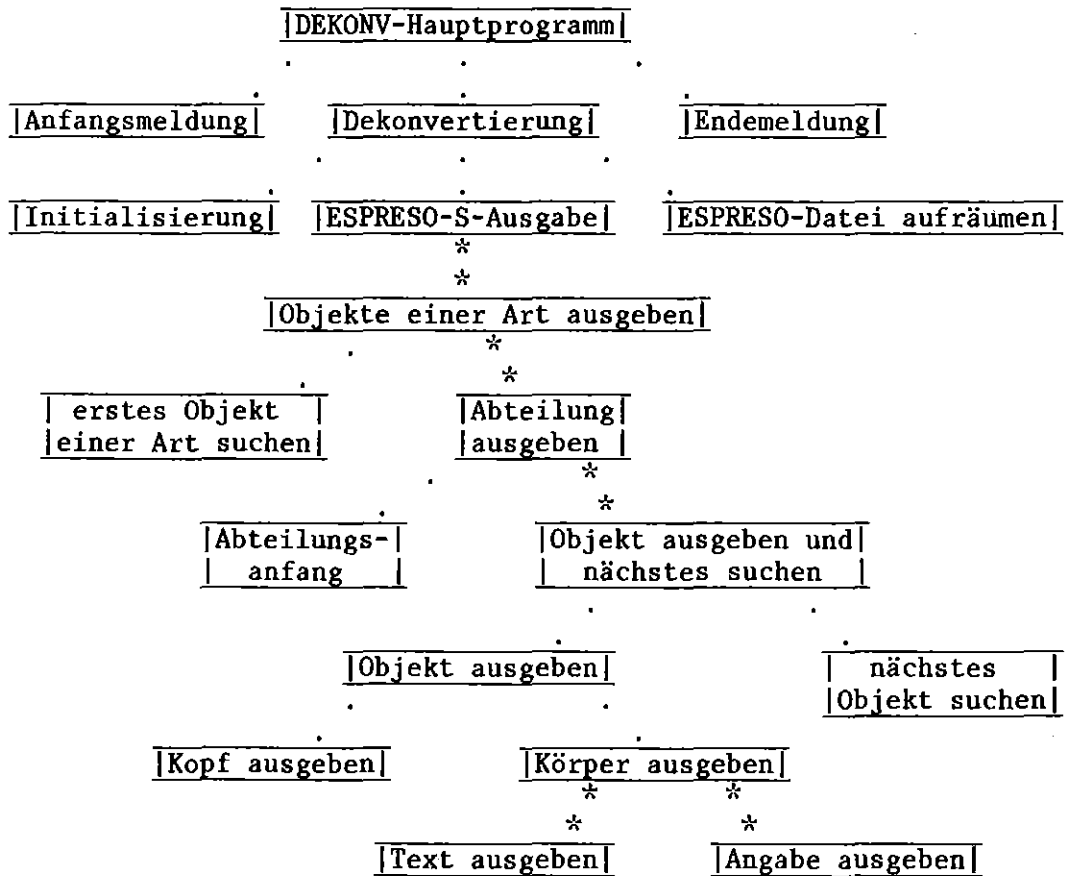 |DEKONV-Hauptprogramm|
|Anfangsmeldung| |Dekonvertierung| |Endemeldung|
|Initialisierung| |ESPRESO-S-Ausgabe| |ESPRESO-Datei aufräumen|
* 
*
|Objekte einer Art ausgeben|
*
*
| erstes Objekt | |Abteilung|
|einer Art suchen| |ausgeben |
*
*
|Abteilungs-| |Objekt ausgeben und|
| anfang | | nächstes suchen |
|Objekt ausgeben| | nächstes |
|Objekt suchen|
|Kopf ausgeben| |Körper ausgeben|
* *
* *
|Text ausgeben| |Angabe ausgeben|